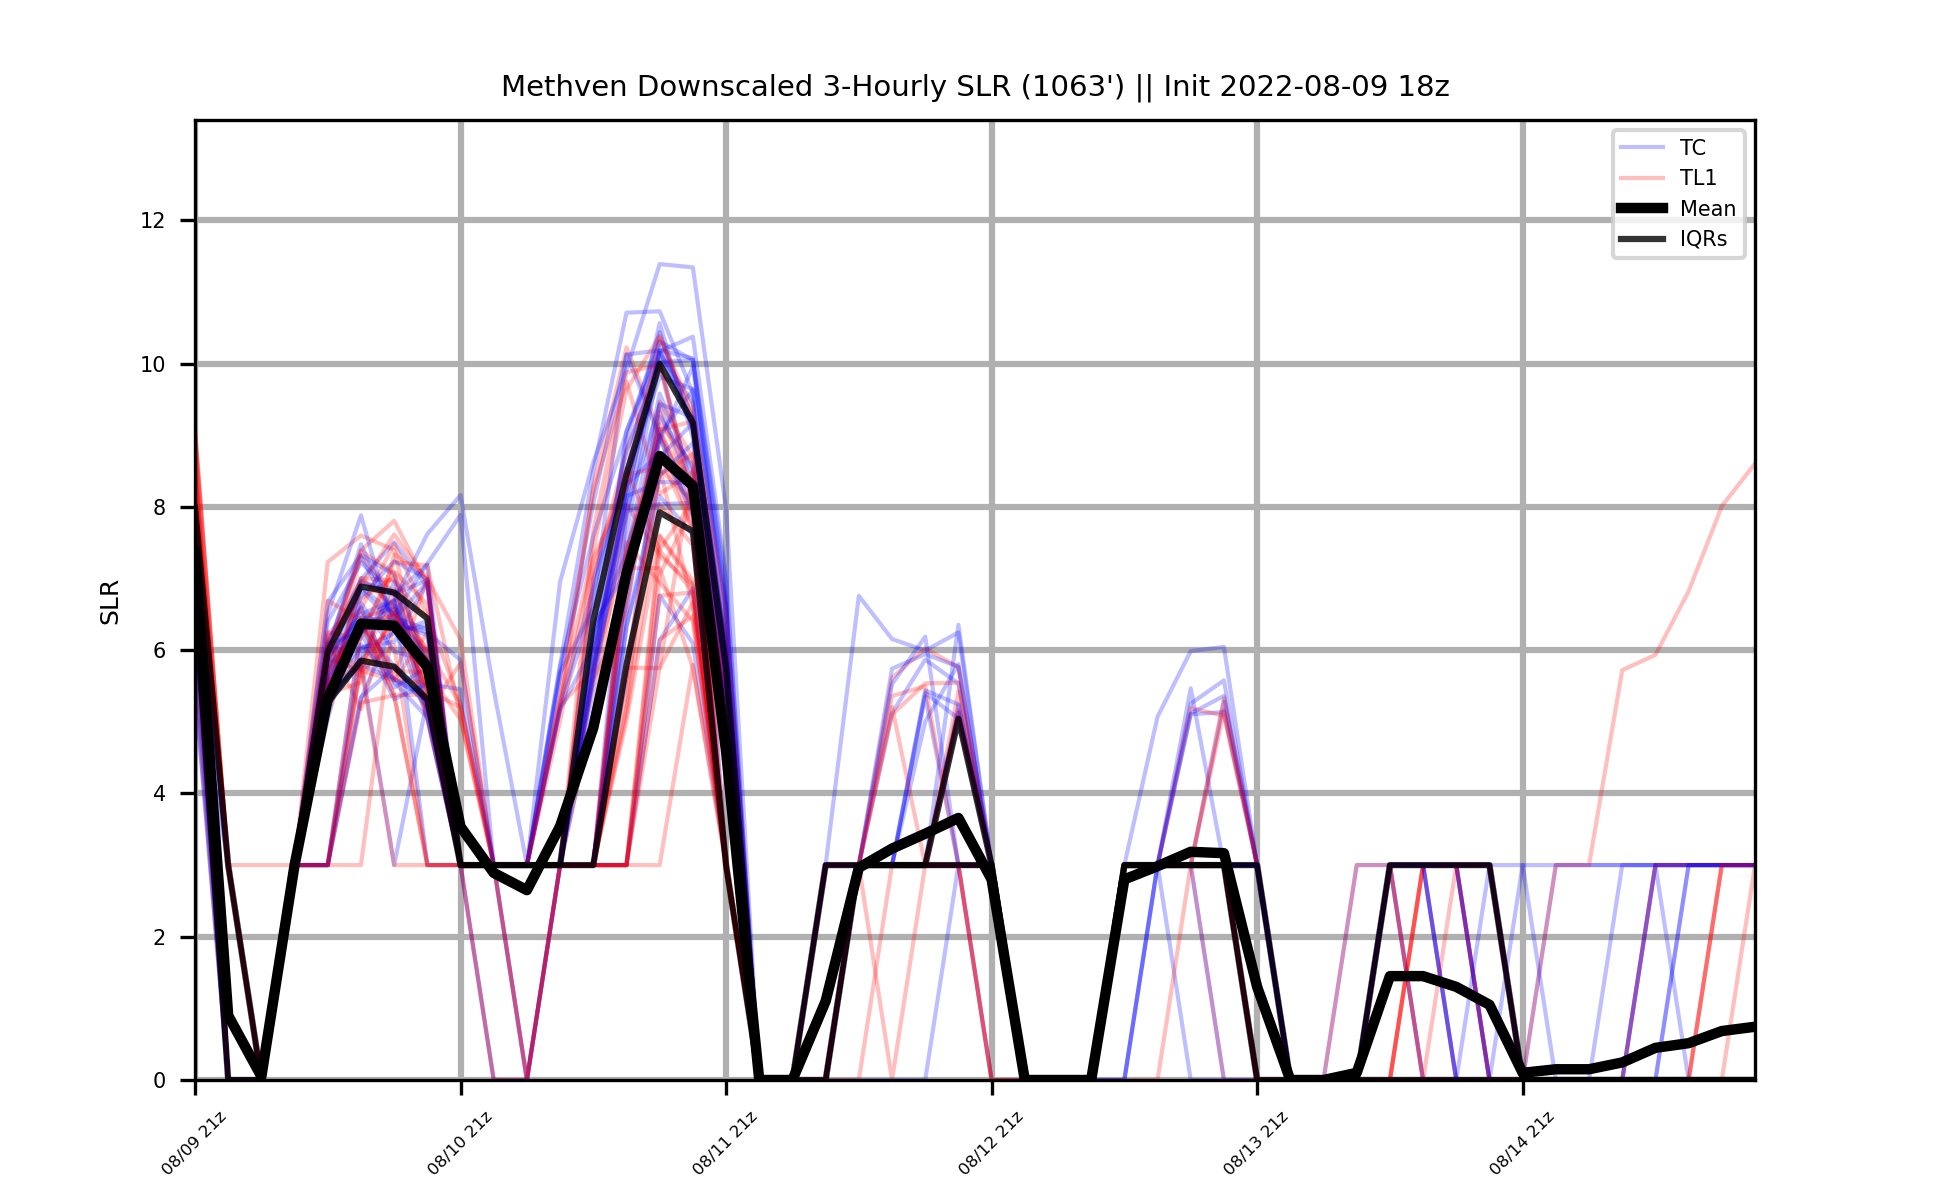 Methven Downscaled 3-Hourly SLR (1063') || Init 2022-08-09 18z
TC
TL1
Mean
IQRs
12
10
8
6
4
2
0
SLR
08/09 21z
08/10 21z
08/11 21z
08/12 21z
08/13 21z
08/14 21z